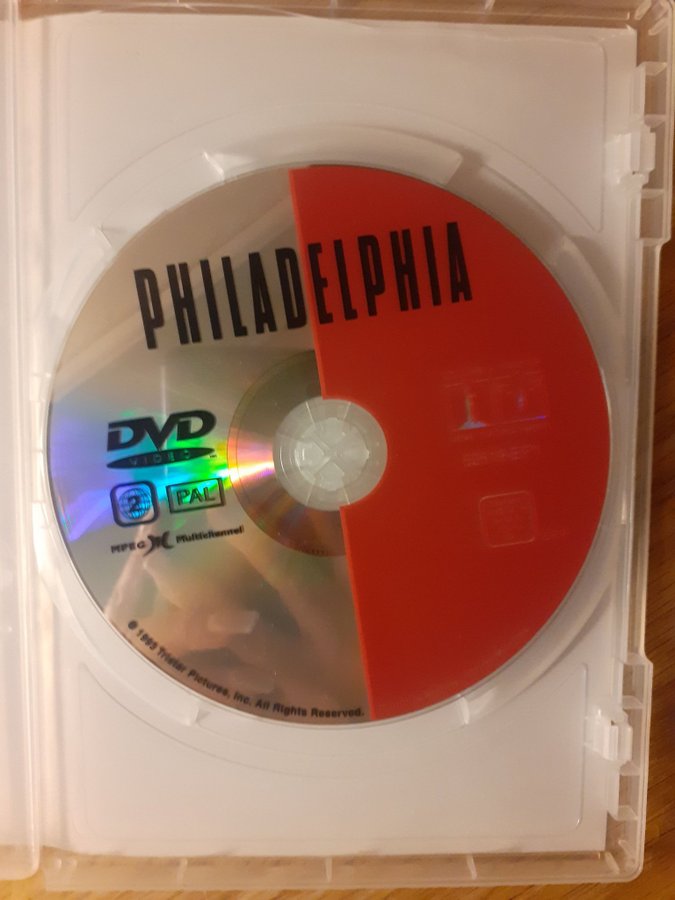 PHILADELPHIA
DVD
VIDEO
2
PAL
MPEG Multichannel
© 1993 Tristar Pictures, Inc. All Rights Reserved.